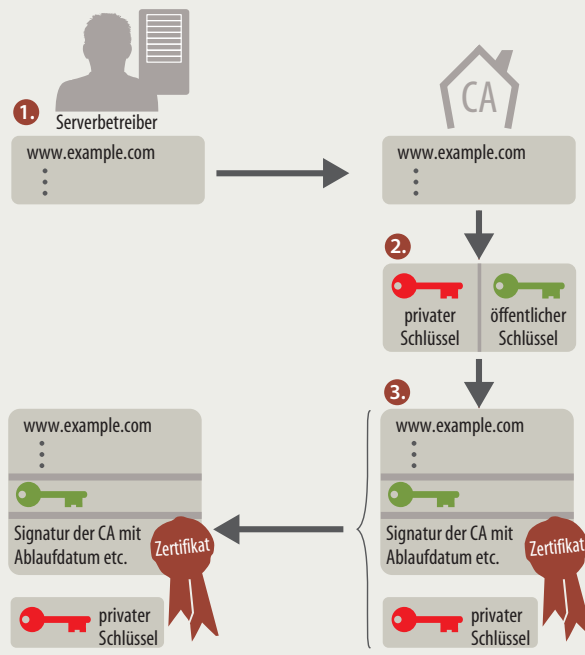 1.
Serverbetreiber
www.example.com
CA
www.example.com
2.
privater
Schlüssel
öffentlicher
Schlüssel
3.
www.example.com
Signatur der CA mit
Ablaufdatum etc.
Zertifikat
privater
Schlüssel
www.example.com
Signatur der CA mit
Ablaufdatum etc.
Zertifikat
privater
Schlüssel